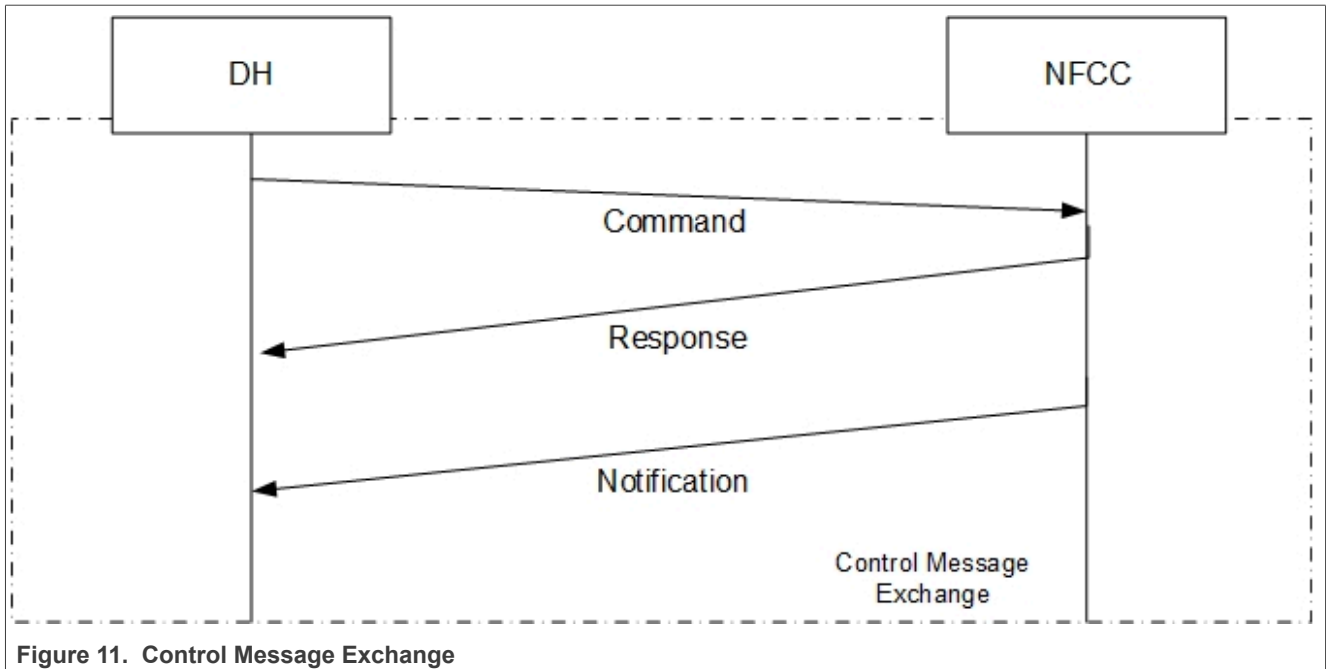 DH
NFCC
Command
Response
Notification
Control Message
Exchange
Figure 11. Control Message Exchange